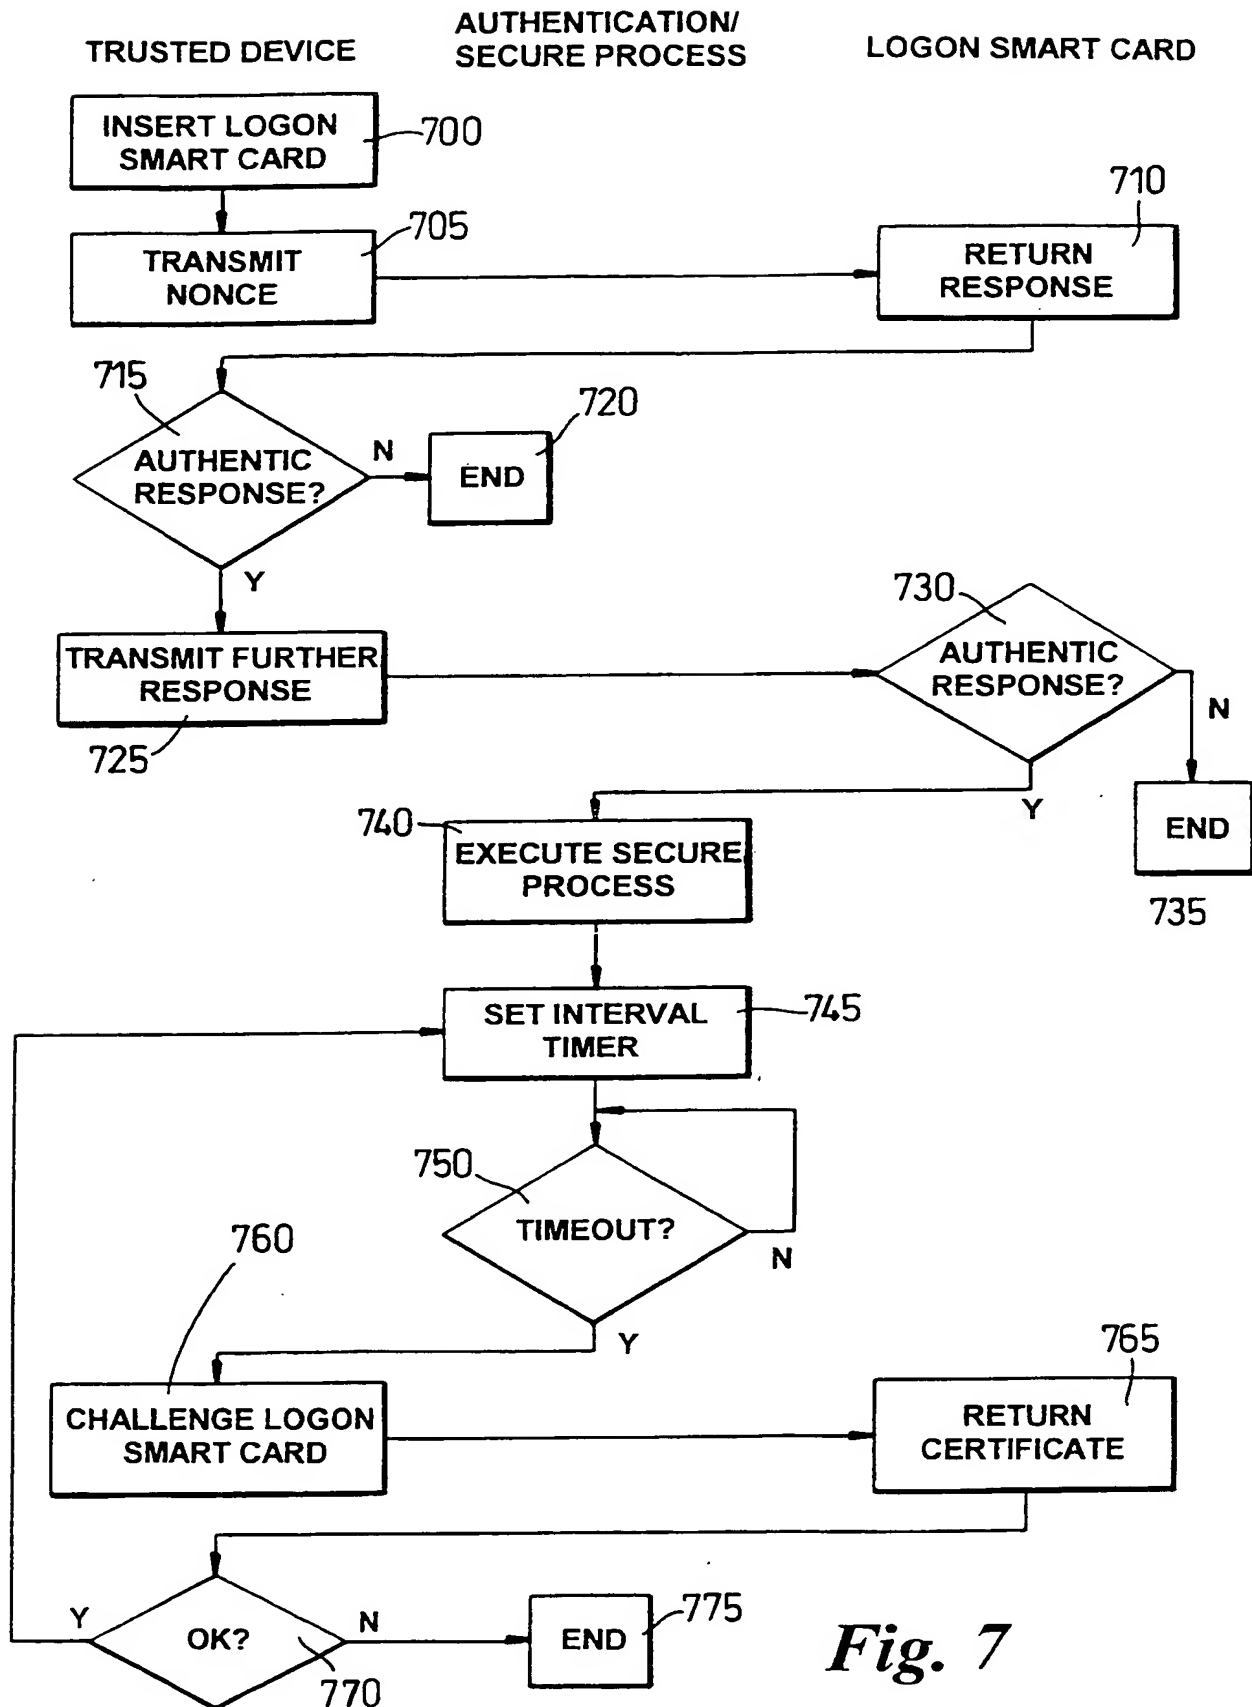 TRUSTED DEVICE
AUTHENTICATION/
SECURE PROCESS
LOGON SMART CARD
INSERT LOGON
SMART CARD
700
TRANSMIT
NONCE
705
RETURN
RESPONSE
710
AUTHENTIC
RESPONSE?
715
N
END
720
Y
TRANSMIT FURTHER
RESPONSE
725
AUTHENTIC
RESPONSE?
730
N
END
735
Y
EXECUTE SECURE
PROCESS
740
SET INTERVAL
TIMER
745
TIMEOUT?
750
N
Y
CHALLENGE LOGON
SMART CARD
760
RETURN
CERTIFICATE
765
OK?
770
Y
N
END
775
Fig. 7